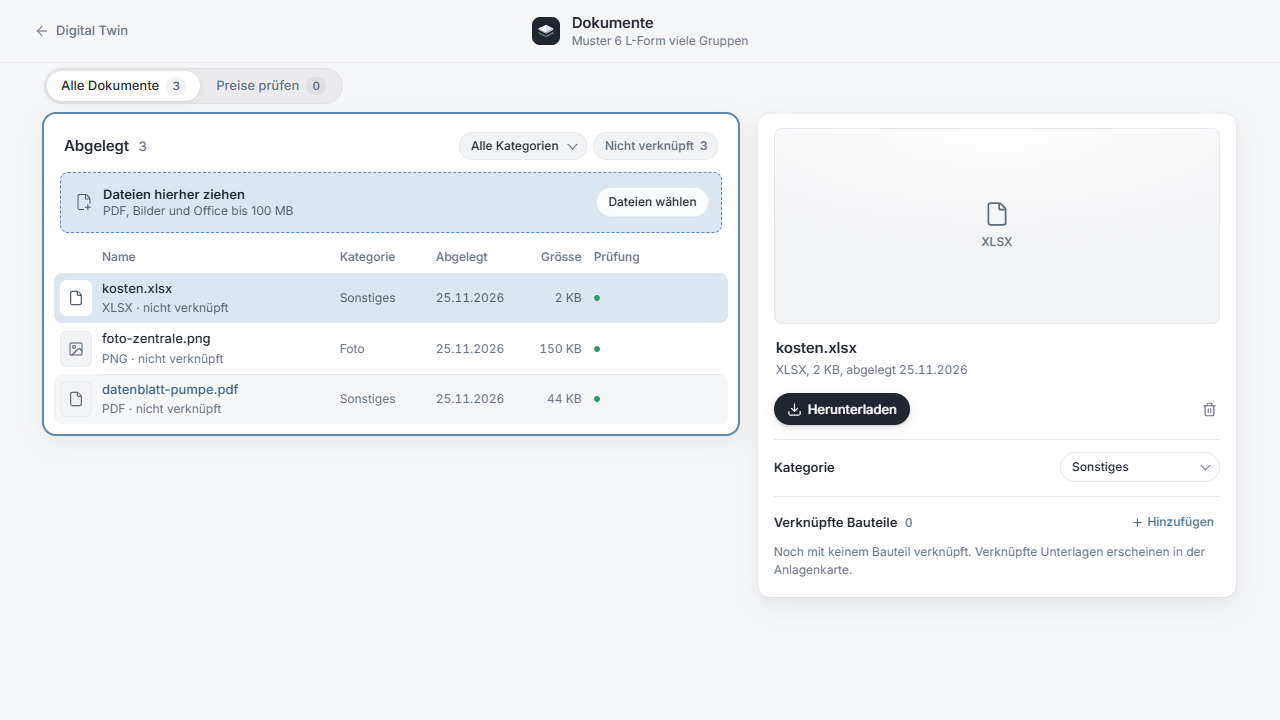 Digital Twin
Dokumente
Muster 6 L-Form viele Gruppen
Alle Dokumente 3
Preise prüfen 0
Abgelegt 3
Alle Kategorien
Nicht verknüpft 3
Dateien hierher ziehen
PDF, Bilder und Office bis 100 MB
Dateien wählen
Name Kategorie Abgelegt Grösse Prüfung
kosten.xlsx
XLSX · nicht verknüpft
Sonstiges 25.11.2026 2 KB
foto-zentrale.png
PNG · nicht verknüpft
Foto 25.11.2026 150 KB
datenblatt-pumpe.pdf
PDF · nicht verknüpft
Sonstiges 25.11.2026 44 KB
XLSX
kosten.xlsx
XLSX, 2 KB, abgelegt 25.11.2026
Herunterladen
Kategorie
Sonstiges
Verknüpfte Bauteile 0
+ Hinzufügen
Noch mit keinem Bauteil verknüpft. Verknüpfte Unterlagen erscheinen in der
Anlagenkarte.